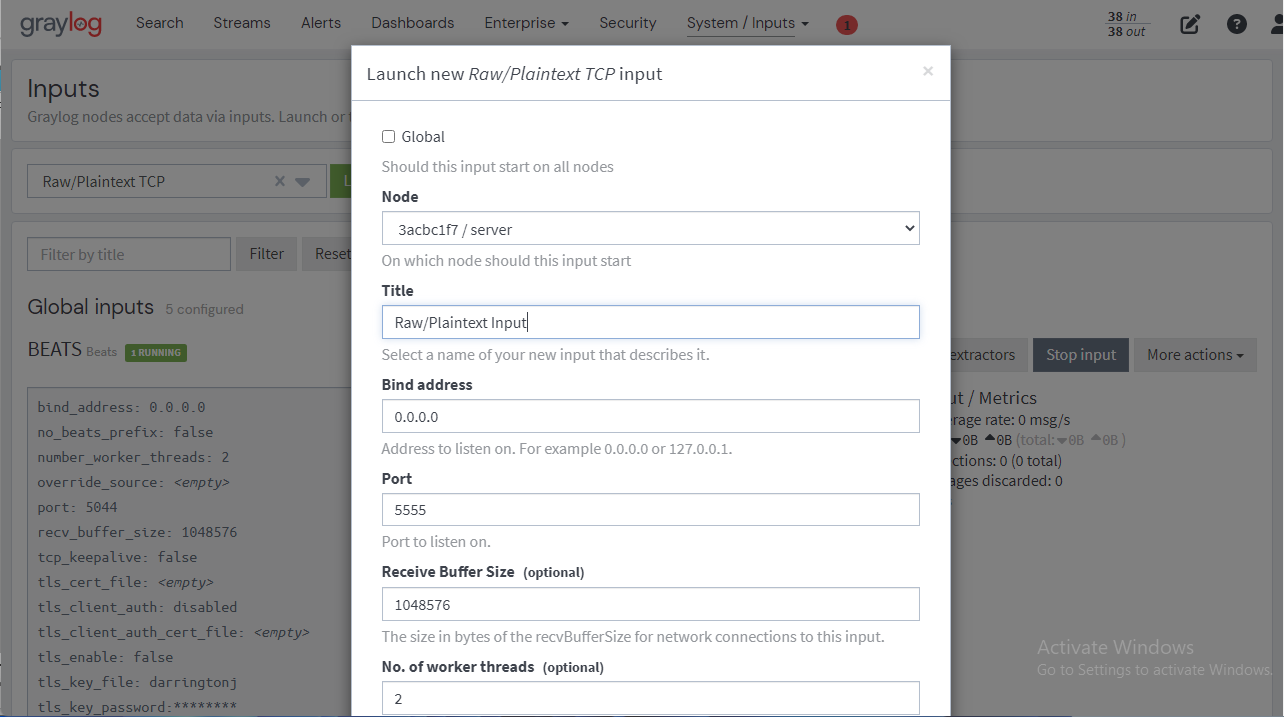 graylog Search Streams Alerts Dashboards Enterprise Security System / Inputs 1 38 in
38 out
Launch new Raw/Plaintext TCP input ×
Inputs
Graylog nodes accept data via inputs. Launch or
Raw/Plaintext TCP × L
Filter by title Filter Reset
Global inputs 5 configured
BEATS Beats 1 RUNNING
bind_address: 0.0.0.0
no_beats_prefix: false
number_worker_threads: 2
override_source: <empty>
port: 5044
recv_buffer_size: 1048576
tcp_keepalive: false
tls_cert_file: <empty>
tls_client_auth: disabled
tls_client_auth_cert_file: <empty>
tls_enable: false
tls_key_file: darringtonj
tls_key_password:********
Global
Should this input start on all nodes
Node
3acbc1f7 / server
On which node should this input start
Title
Raw/Plaintext Input
Select a name of your new input that describes it.
Bind address
0.0.0.0
Address to listen on. For example 0.0.0.0 or 127.0.0.1.
Port
5555
Port to listen on.
Receive Buffer Size (optional)
1048576
The size in bytes of the recvBufferSize for network connections to this input.
No. of worker threads (optional)
2
extractors Stop input More actions
ut / Metrics
rage rate: 0 msg/s
0B 0B (total: 0B 0B )
ctions: 0 (0 total)
ages discarded: 0
Activate Windows
Go to Settings to activate Windows.